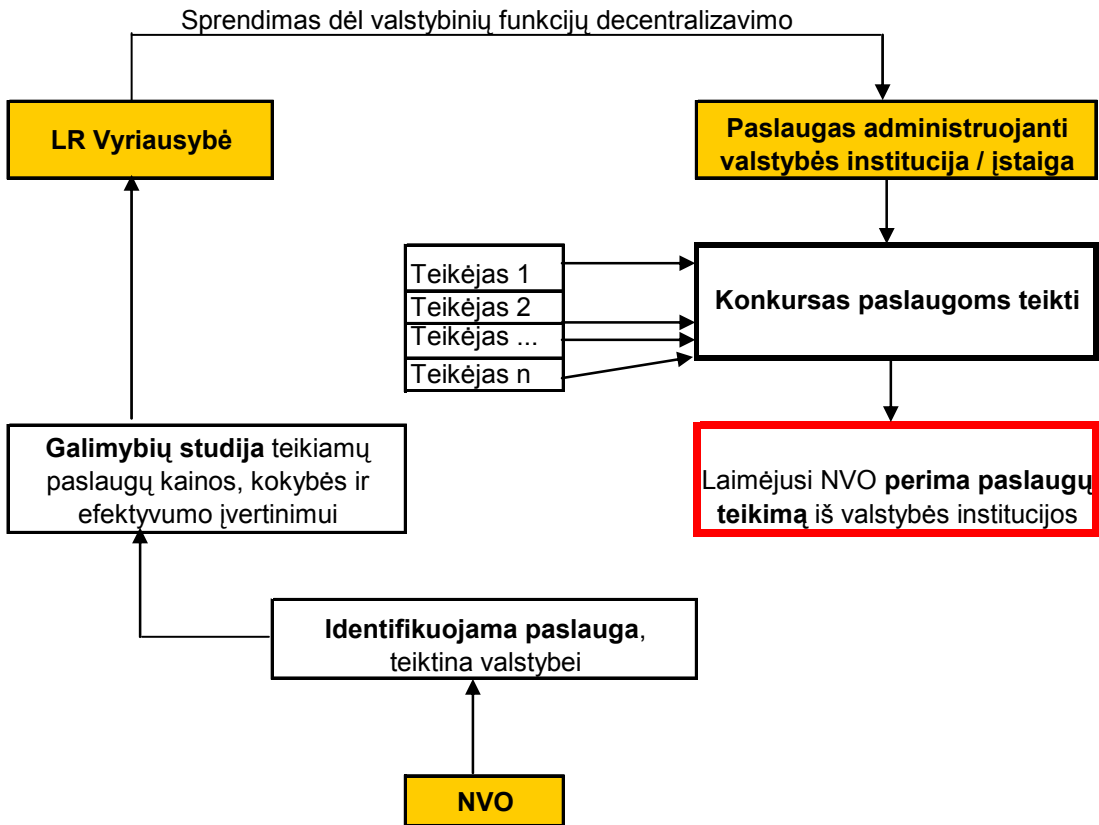 Sprendimas dėl valstybinių funkcijų decentralizavimo
LR Vyriausybė
Paslaugas administruojanti
valstybės institucija / įstaiga
Teikėjas 1
Teikėjas 2
Teikėjas ...
Teikėjas n
Konkursas paslaugoms teikti
Galimybių studija teikiamų
paslaugų kainos, kokybės ir
efektyvumo įvertinimui
Laimėjusi NVO perima paslaugų
teikimą iš valstybės institucijos
Identifikuojama paslauga,
teiktina valstybei
NVO